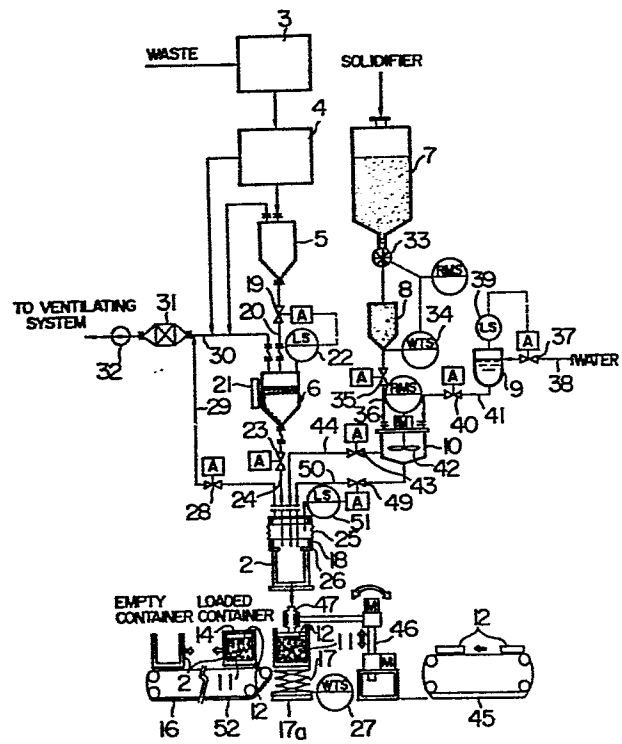 3
WASTE
SOLIDIFIER
4
7
5
33
RMS
39
19
A
8
34
LS
A
37
TO VENTILATING SYSTEM
31
20
LS
22
WTS
WATER
32
30
21
6
A
35
RMS
A
9
38
36
M
40
41
29
23
44
A
10
A
42
A
24
50
43
28
LS
A
49
51
25
2
18
26
47
M
EMPTY CONTAINER
LOADED CONTAINER
14
12
11
46
12
2
11
17
M
16
52
12
17a
WTS
27
45